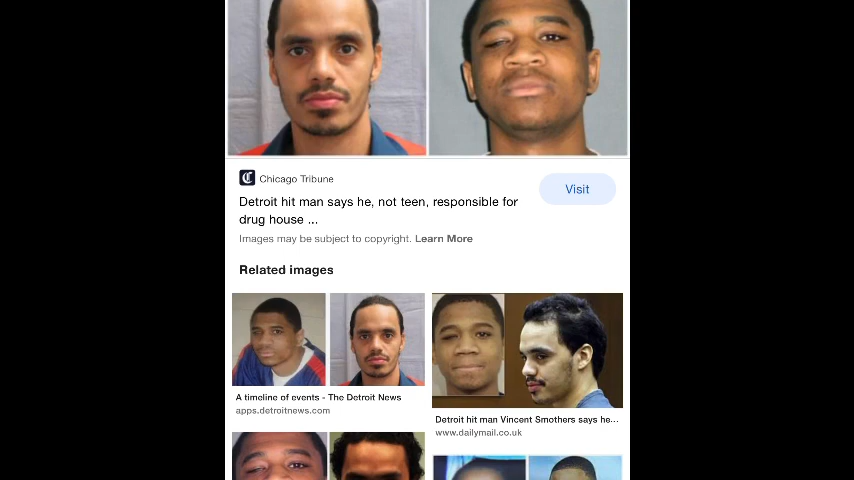 Chicago Tribune
Visit
Detroit hit man says he, not teen, responsible for
drug house ...
Images may be subject to copyright. Learn More
Related images
A timeline of events - The Detroit News
apps.detroitnews.com
Detroit hit man Vincent Smothers says he...
www.dailymail.co.uk